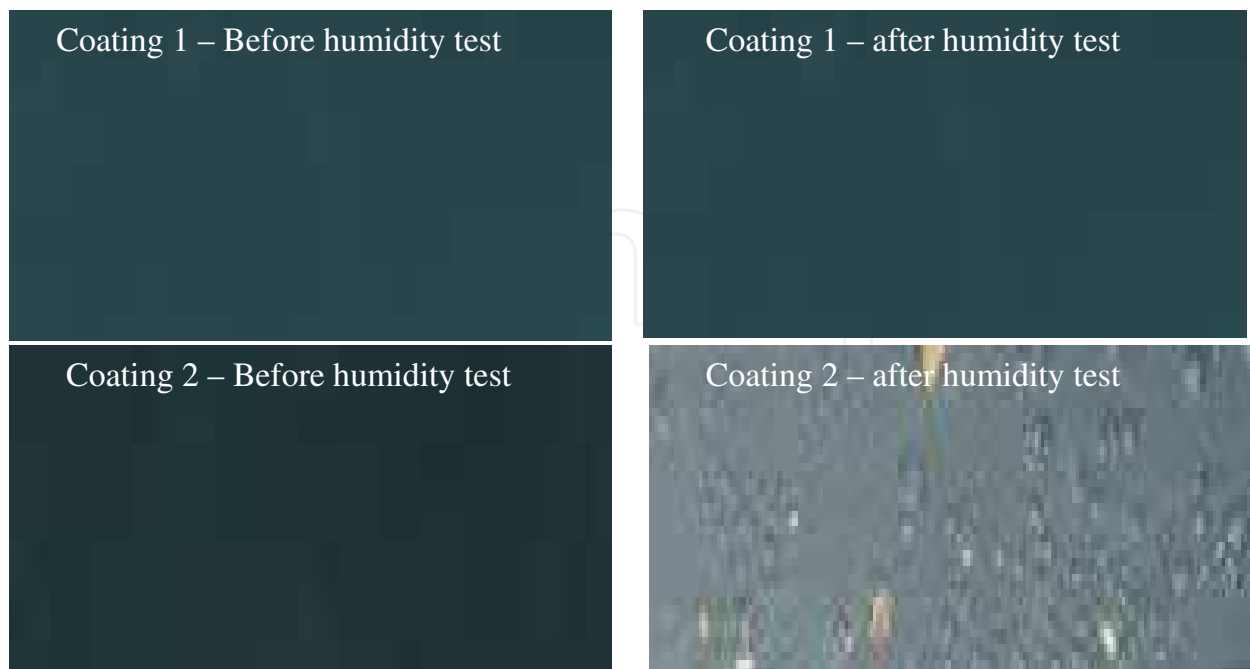 Coating 1 – Before humidity test
Coating 1 – after humidity test
Coating 2 – Before humidity test
Coating 2 – after humidity test